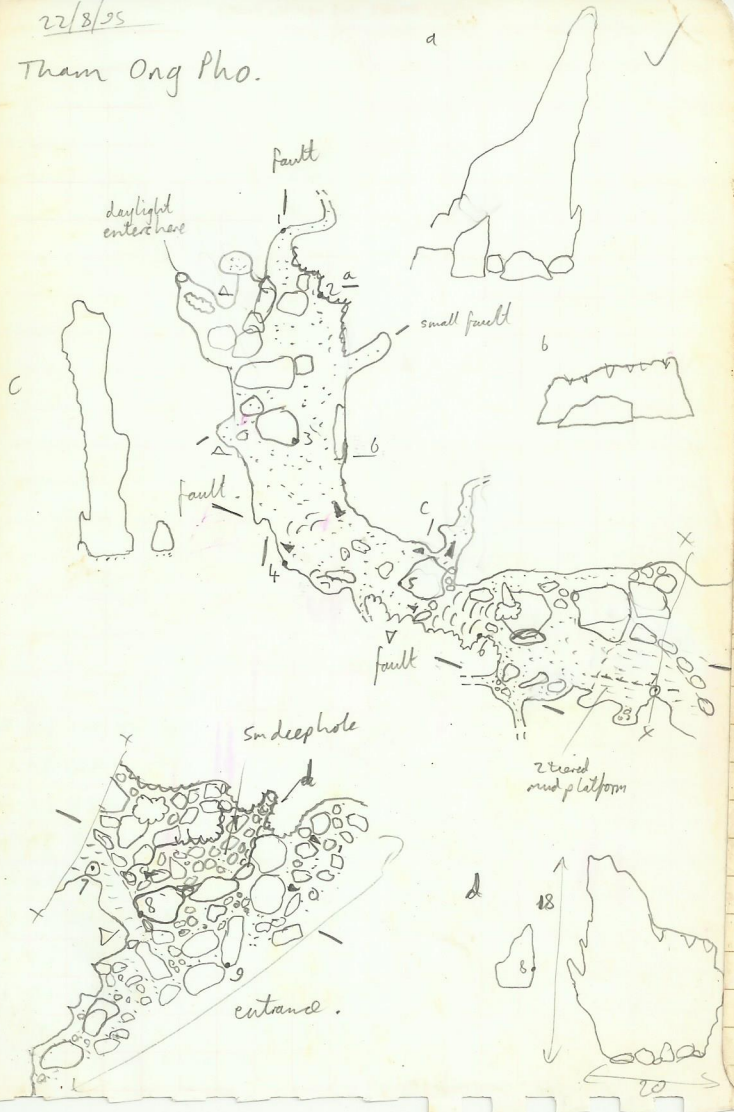 22/8/95
a
Tham Ong Pho.
fault
daylight
enters here
1
2
a
small fault
b
c
3
b
fault.
c
4
5
x
6
fault
x
5m deep hole
x
d
2 tiered
mud platform
7
8
x
9
entrance.
d
18
8
20